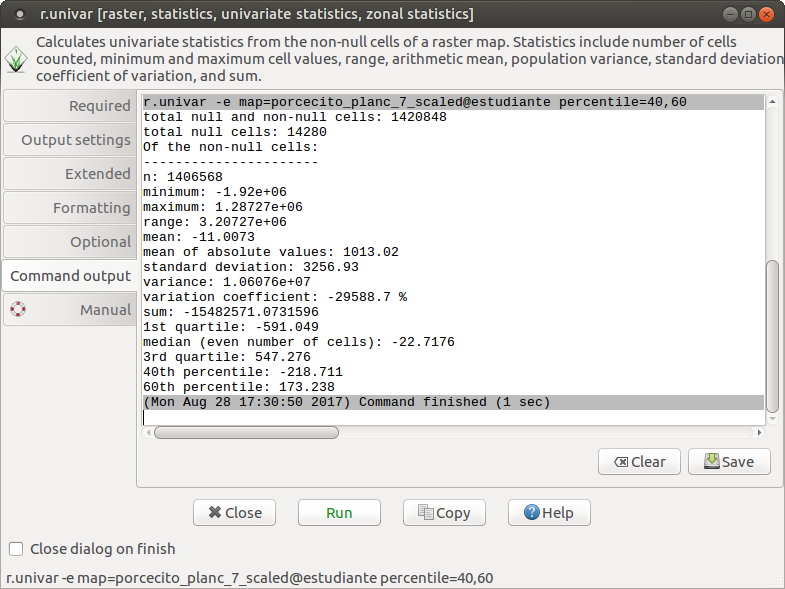 r.univar [raster, statistics, univariate statistics, zonal statistics]
Calculates univariate statistics from the non-null cells of a raster map. Statistics include number of cells
counted, minimum and maximum cell values, range, arithmetic mean, population variance, standard deviation
coefficient of variation, and sum.
Required
Output settings
Extended
Formatting
Optional
Command output
Manual
r.univar -e map=porcecito_planc_7_scaled@estudiante percentile=40,60
total null and non-null cells: 1420848
total null cells: 14280
Of the non-null cells:
----------------------
n: 1406568
minimum: -1.92e+06
maximum: 1.28727e+06
range: 3.20727e+06
mean: -11.0073
mean of absolute values: 1013.02
standard deviation: 3256.93
variance: 1.06076e+07
variation coefficient: -29588.7 %
sum: -15482571.0731596
1st quartile: -591.049
median (even number of cells): -22.7176
3rd quartile: 547.276
40th percentile: -218.711
60th percentile: 173.238
(Mon Aug 28 17:30:50 2017) Command finished (1 sec)
Clear
Save
Close
Run
Copy
Help
Close dialog on finish
r.univar -e map=porcecito_planc_7_scaled@estudiante percentile=40,60